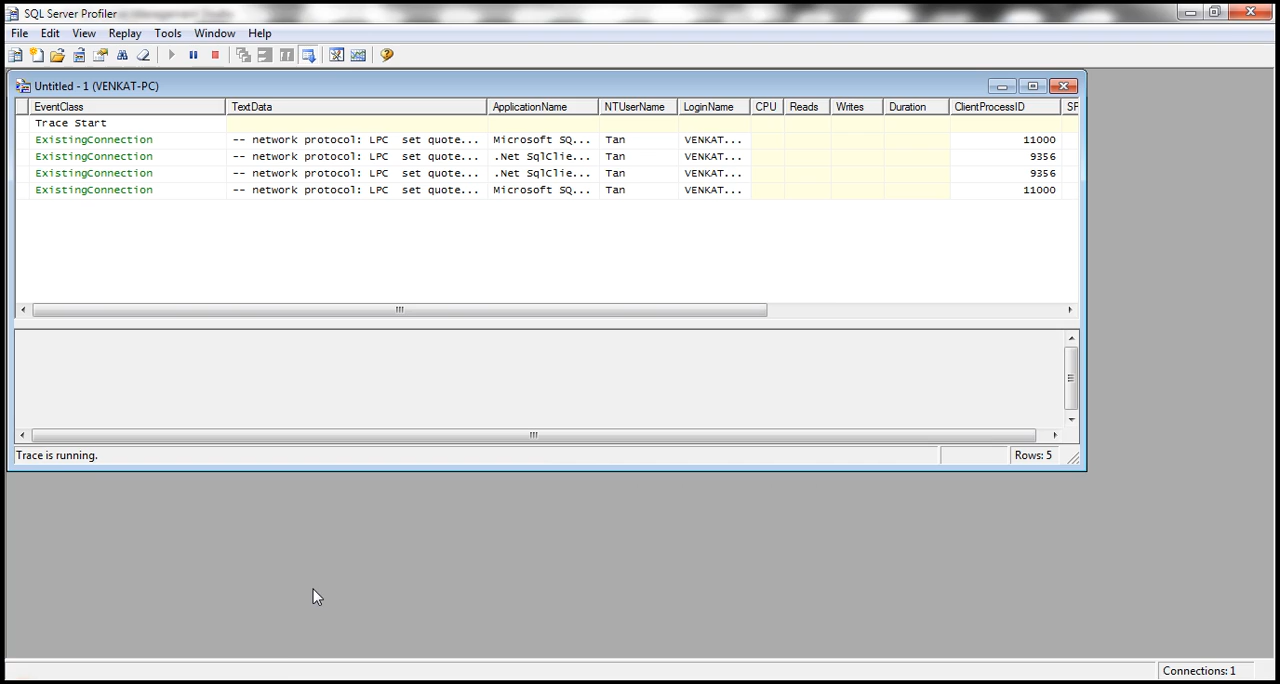 SQL Server Profiler
File Edit View Replay Tools Window Help
Untitled - 1 (VENKAT-PC)
EventClass TextData ApplicationName NTUserName LoginName CPU Reads Writes Duration ClientProcessID SP
Trace Start
ExistingConnection -- network protocol: LPC set quote... Microsoft SQ... Tan VENKAT... 11000
ExistingConnection -- network protocol: LPC set quote... .Net SqlClie... Tan VENKAT... 9356
ExistingConnection -- network protocol: LPC set quote... .Net SqlClie... Tan VENKAT... 9356
ExistingConnection -- network protocol: LPC set quote... Microsoft SQ... Tan VENKAT... 11000
Trace is running. Rows: 5
Connections: 1